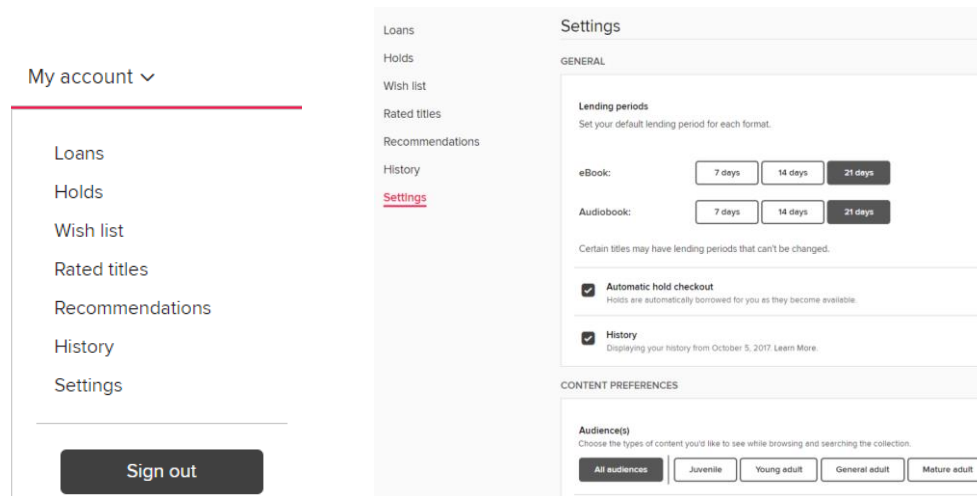 My account
Loans
Holds
Wish list
Rated titles
Recommendations
History
Settings
Sign out
Loans
Holds
Wish list
Rated titles
Recommendations
History
Settings
Settings
GENERAL
Lending periods
Set your default lending period for each format.
eBook: 7 days 14 days 21 days
Audiobook: 7 days 14 days 21 days
Certain titles may have lending periods that can't be changed.
Automatic hold checkout
Holds are automatically borrowed for you as they become available.
History
Displaying your history from October 5, 2017. Learn More.
CONTENT PREFERENCES
Audience(s)
Choose the types of content you'd like to see while browsing and searching the collection.
All audiences Juvenile Young adult General adult Mature adult